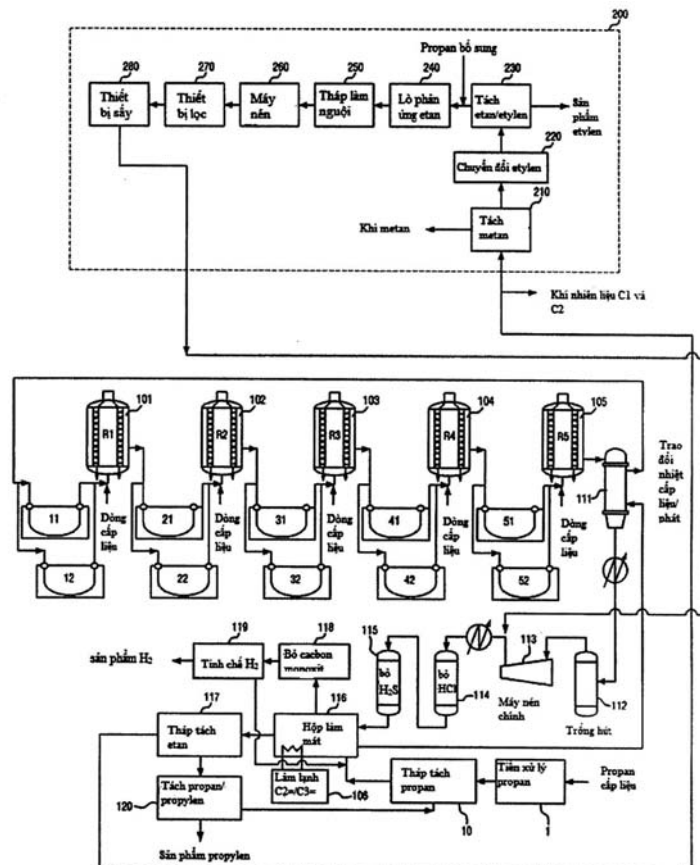 200
Propan bổ sung
280
270
260
250
240
230
Thiết
bị sấy
Thiết
bị lọc
Máy
nén
Tháp làm
nguội
Lò phản
ứng etan
Tách
etan/etylen
Sản
phẩm
etylen
220
Chuyển đổi etylen
210
Tách
metan
Khí metan
Khí nhiên liệu C1 và
C2
101
102
103
104
105
R1
R2
R3
R4
R5
111
Trao
đổi
nhiệt
cấp
liệu/
phát
11
21
31
41
51
Dòng
cấp
liệu
Dòng
cấp
liệu
Dòng
cấp
liệu
Dòng
cấp
liệu
Dòng
cấp
liệu
12
22
32
42
52
119
118
115
113
sản phẩm H₂
Tinh chế H₂
Bỏ cacbon
monoxit
bỏ
H₂S
bỏ
HCl
114
Máy nén
chính
112
Trống hút
117
116
Tháp tách
etan
Hộp làm
mát
Làm lạnh
C2=/C3=
106
Tháp tách
propan
10
Tiền xử lý
propan
1
Propan
cấp liệu
120
Tách propan/
propylen
Sản phẩm propylen